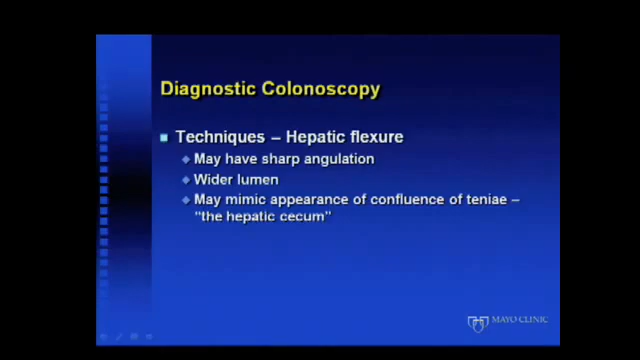 Diagnostic Colonoscopy
Techniques – Hepatic flexure
May have sharp angulation
Wider lumen
May mimic appearance of confluence of teniae –
"the hepatic cecum"
MAYO CLINIC